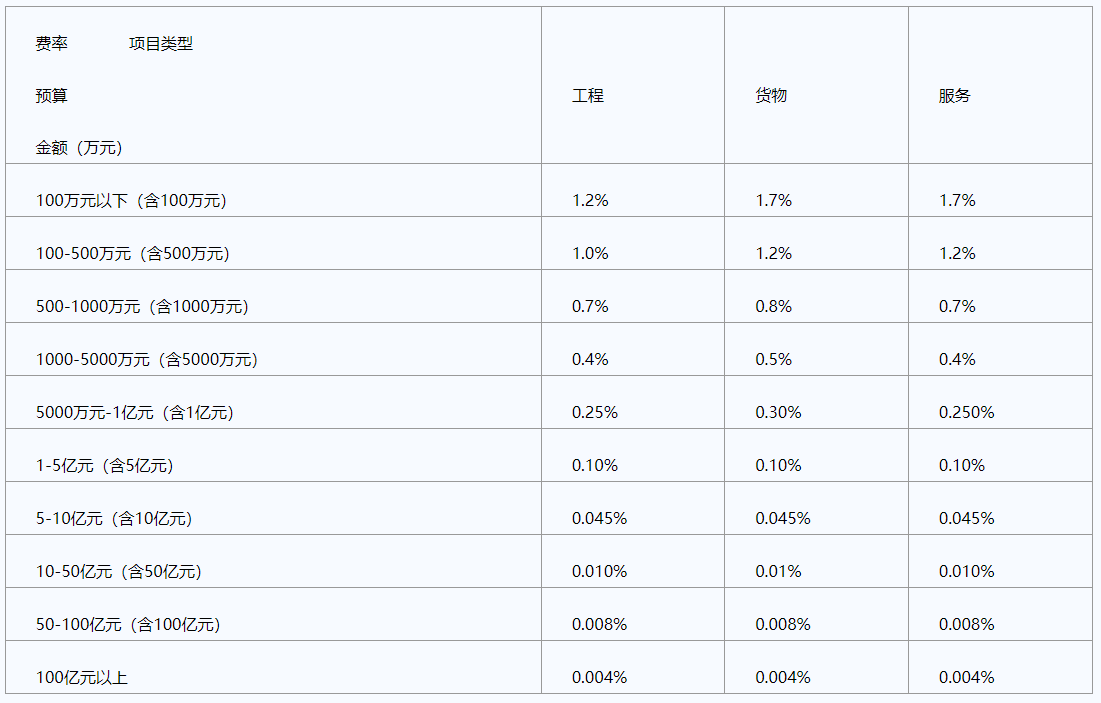 费率 项目类型
预算 工程 货物 服务
金额（万元）
100万元以下（含100万元） 1.2% 1.7% 1.7%
100-500万元（含500万元） 1.0% 1.2% 1.2%
500-1000万元（含1000万元） 0.7% 0.8% 0.7%
1000-5000万元（含5000万元） 0.4% 0.5% 0.4%
5000万元-1亿元（含1亿元） 0.25% 0.30% 0.250%
1-5亿元（含5亿元） 0.10% 0.10% 0.10%
5-10亿元（含10亿元） 0.045% 0.045% 0.045%
10-50亿元（含50亿元） 0.010% 0.01% 0.010%
50-100亿元（含100亿元） 0.008% 0.008% 0.008%
100亿元以上 0.004% 0.004% 0.004%